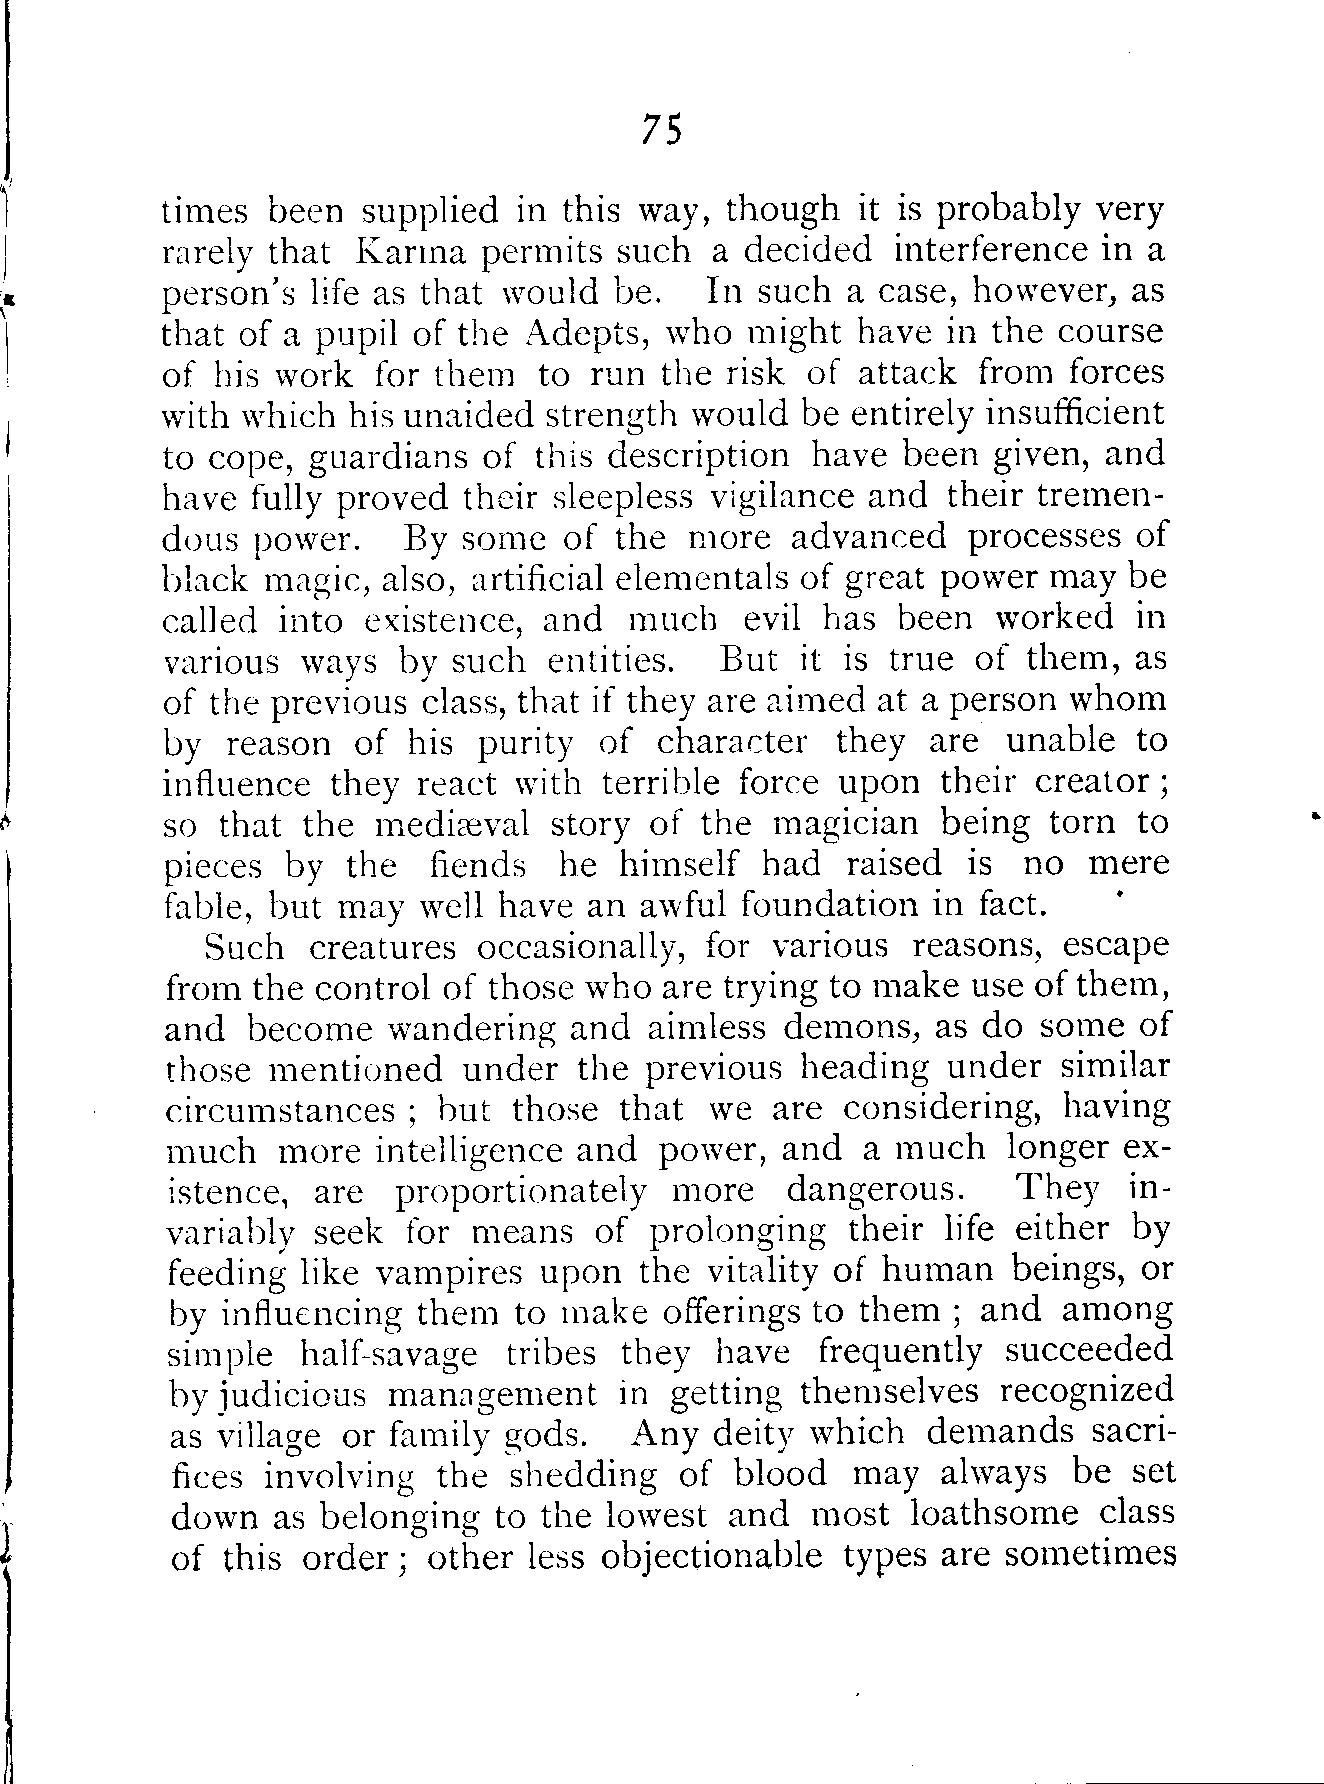 75
times been supplied in this way, though it is probably very
rarely that Karma permits such a decided interference in a
person's life as that would be. In such a case, however, as
that of a pupil of the Adepts, who might have in the course
of his work for them to run the risk of attack from forces
with which his unaided strength would be entirely insufficient
to cope, guardians of this description have been given, and
have fully proved their sleepless vigilance and their tremen-
dous power. By some of the more advanced processes of
black magic, also, artificial elementals of great power may be
called into existence, and much evil has been worked in
various ways by such entities. But it is true of them, as
of the previous class, that if they are aimed at a person whom
by reason of his purity of character they are unable to
influence they react with terrible force upon their creator ;
so that the mediæval story of the magician being torn to
pieces by the fiends he himself had raised is no mere
fable, but may well have an awful foundation in fact.
Such creatures occasionally, for various reasons, escape
from the control of those who are trying to make use of them,
and become wandering and aimless demons, as do some of
those mentioned under the previous heading under similar
circumstances ; but those that we are considering, having
much more intelligence and power, and a much longer ex-
istence, are proportionately more dangerous. They in-
variably seek for means of prolonging their life either by
feeding like vampires upon the vitality of human beings, or
by influencing them to make offerings to them ; and among
simple half-savage tribes they have frequently succeeded
by judicious management in getting themselves recognized
as village or family gods. Any deity which demands sacri-
fices involving the shedding of blood may always be set
down as belonging to the lowest and most loathsome class
of this order ; other less objectionable types are sometimes